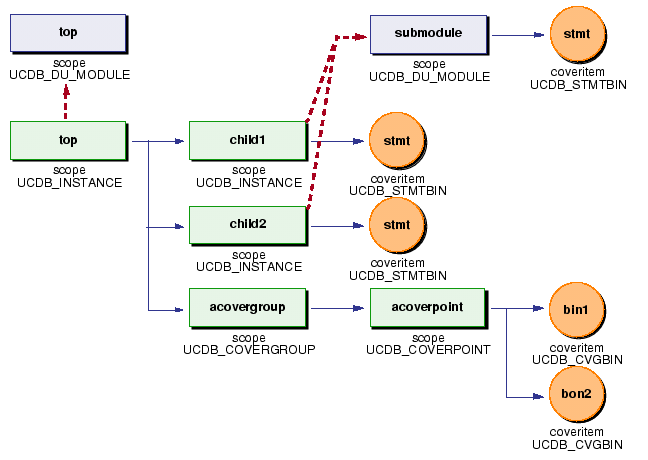 top
scope
UCDB_DU_MODULE
submodule
scope
UCDB_DU_MODULE
stmt
coveritem
UCDB_STMTBIN
top
scope
UCDB_INSTANCE
child1
scope
UCDB_INSTANCE
stmt
coveritem
UCDB_STMTBIN
child2
scope
UCDB_INSTANCE
stmt
coveritem
UCDB_STMTBIN
acovergroup
scope
UCDB_COVERGROUP
acoverpoint
scope
UCDB_COVERPOINT
bin1
coveritem
UCDB_CVGBIN
bon2
coveritem
UCDB_CVGBIN